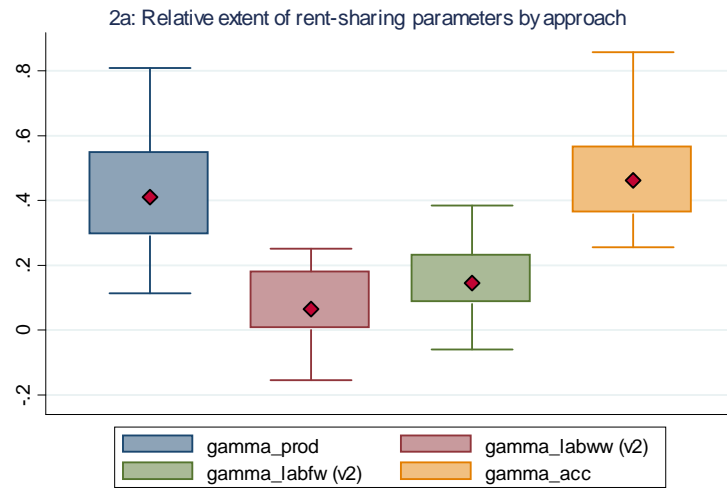 2a: Relative extent of rent-sharing parameters by approach
.8
.6
.4
.2
0
-.2
gamma_prod gamma_labww (v2)
gamma_labfw (v2) gamma_acc